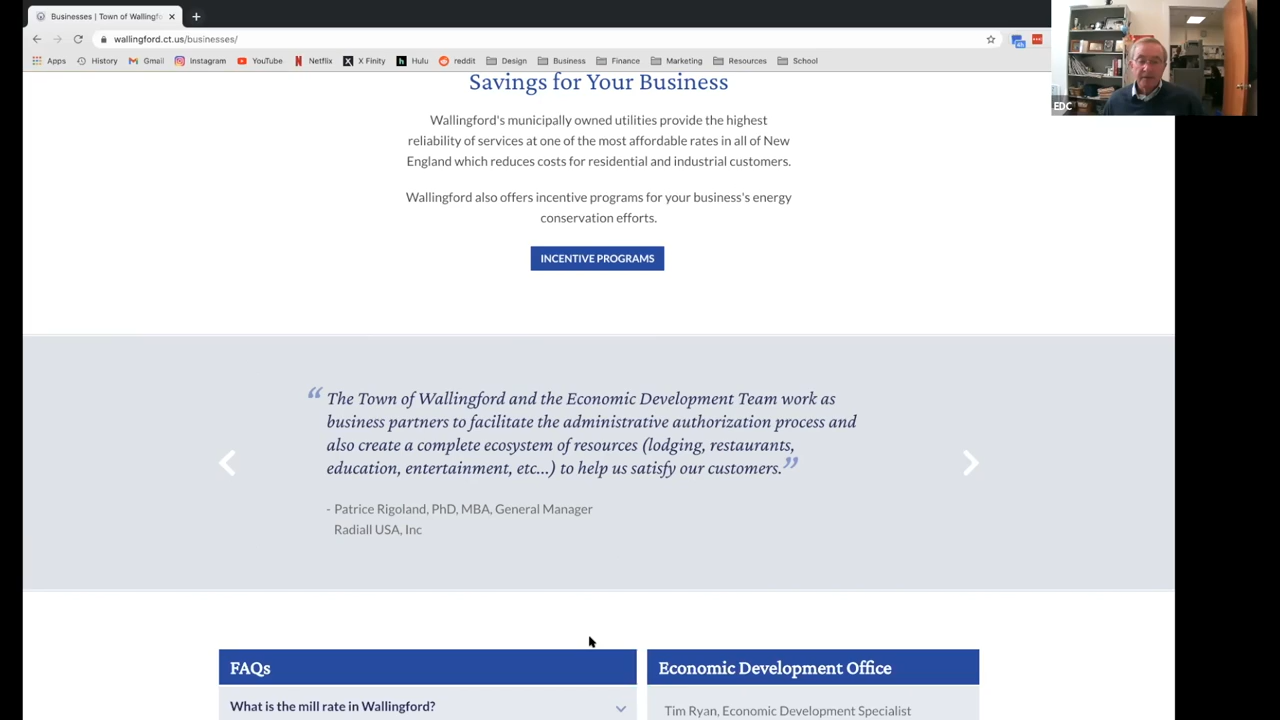 Businesses | Town of Wallingfo
wallingford.ct.us/businesses/
Apps History Gmail Instagram YouTube Netflix X Finity Hulu reddit Design Business Finance Marketing Resources School
EDC
Savings for Your Business
Wallingford's municipally owned utilities provide the highest
reliability of services at one of the most affordable rates in all of New
England which reduces costs for residential and industrial customers.
Wallingford also offers incentive programs for your business's energy
conservation efforts.
INCENTIVE PROGRAMS
“ The Town of Wallingford and the Economic Development Team work as
business partners to facilitate the administrative authorization process and
also create a complete ecosystem of resources (lodging, restaurants,
education, entertainment, etc...) to help us satisfy our customers.”
- Patrice Rigoland, PhD, MBA, General Manager
Radiall USA, Inc
FAQs
What is the mill rate in Wallingford?
Economic Development Office
Tim Ryan, Economic Development Specialist